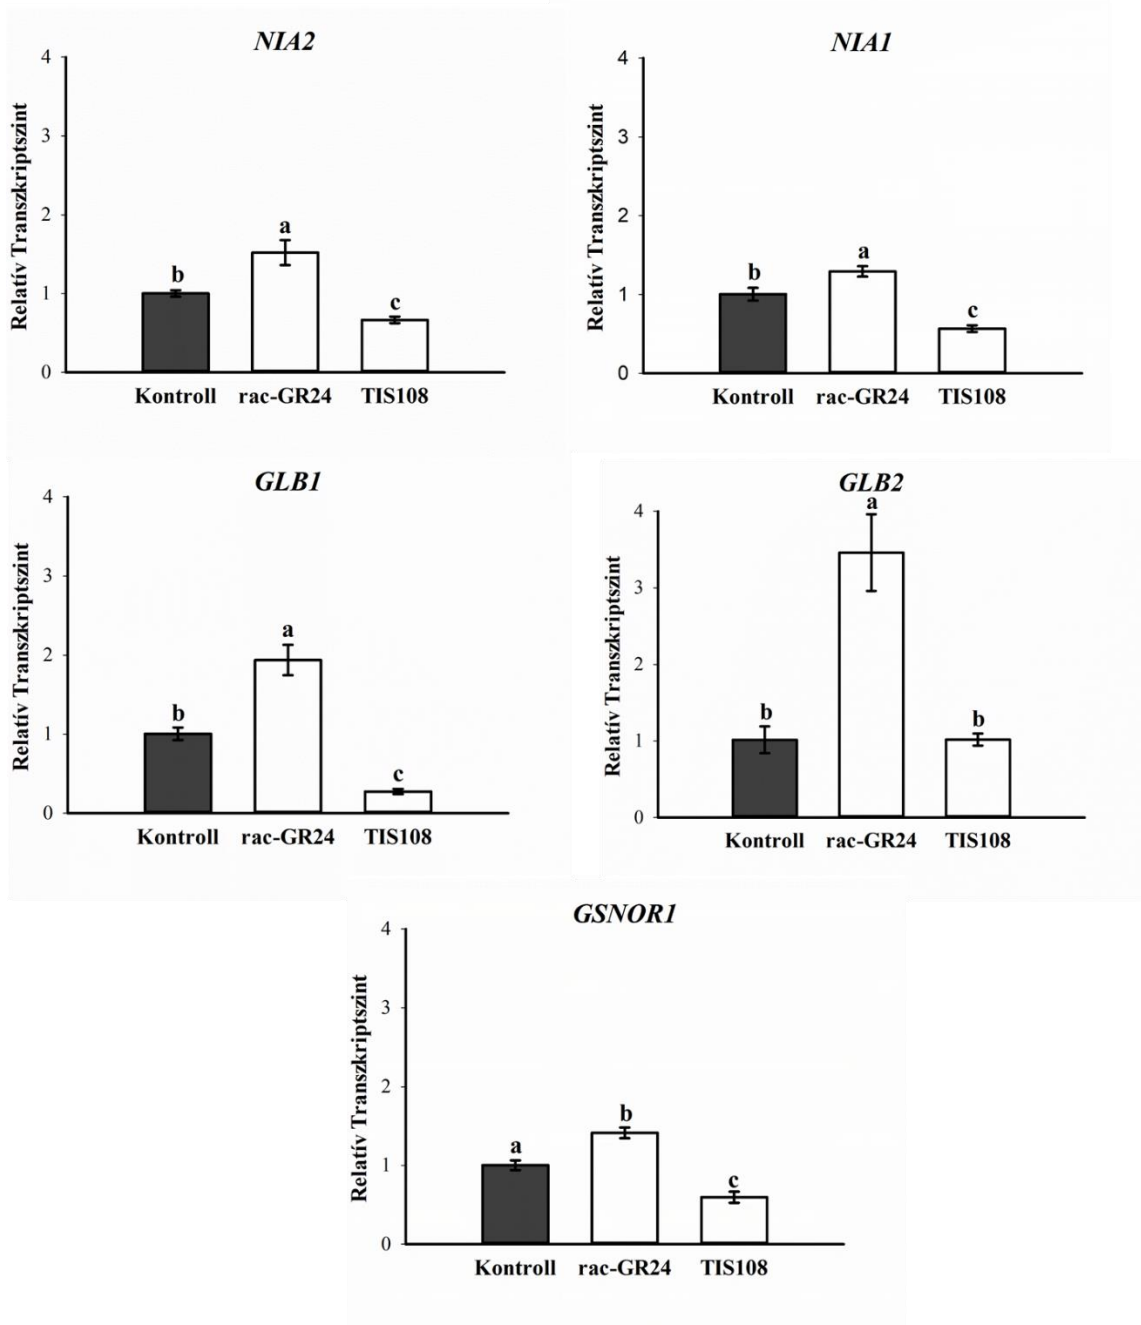 NIA2
4
3
2
1
0
Relatív Transzkriptszint
b
a
c
Kontroll rac-GR24 TIS108
NIA1
4
3
2
1
0
Relatív Transzkriptszint
b
a
c
Kontroll rac-GR24 TIS108
GLB1
4
3
2
1
0
Relatív Transzkriptszint
b
a
c
Kontroll rac-GR24 TIS108
GLB2
4
3
2
1
0
Relatív Transzkriptszint
b
a
b
Kontroll rac-GR24 TIS108
GSNOR1
4
3
2
1
0
Relatív Transzkriptszint
a
b
c
Kontroll rac-GR24 TIS108